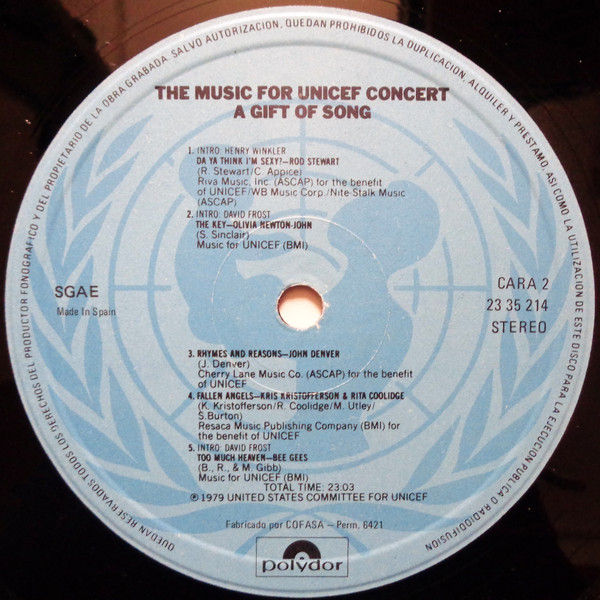 QUEDAN RESERVADOS TODOS LOS DERECHOS DEL PRODUCTOR FONOGRAFICO Y DEL PROPIETARIO DE LA OBRA GRABADA. SALVO AUTORIZACION, QUEDAN PROHIBIDOS LA DUPLICACION, ALQUILER Y PRESTAMO, ASI COMO LA UTILIZACION DE ESTE DISCO PARA LA EJECUCION PUBLICA O RADIODIFUSION
THE MUSIC FOR UNICEF CONCERT
A GIFT OF SONG
1. INTRO: HENRY WINKLER
DA YA THINK I'M SEXY?—ROD STEWART
(R. Stewart/C. Appice)
Riva Music, Inc. (ASCAP) for the benefit
of UNICEF/WB Music Corp./Nite-Stalk Music
(ASCAP)
2. INTRO: DAVID FROST
THE KEY—OLIVIA NEWTON-JOHN
(S. Sinclair)
Music for UNICEF (BMI)
SGAE
Made In Spain
CARA 2
23 35 214
STEREO
3. RHYMES AND REASONS—JOHN DENVER
(J. Denver)
Cherry Lane Music Co. (ASCAP) for the benefit
of UNICEF
4. FALLEN ANGELS—KRIS KRISTOFFERSON & RITA COOLIDGE
(K. Kristofferson/R. Coolidge/M. Utley/
S.Burton)
Resaca Music Publishing Company (BMI) for
the benefit of UNICEF
5. INTRO: DAVID FROST
TOO MUCH HEAVEN—BEE GEES
(B., R., & M. Gibb)
Music for UNICEF (BMI)
TOTAL TIME: 23:03
℗ 1979 UNITED STATES COMMITTEE FOR UNICEF
Fabricado por COFASA — Perm. 6421
polydor